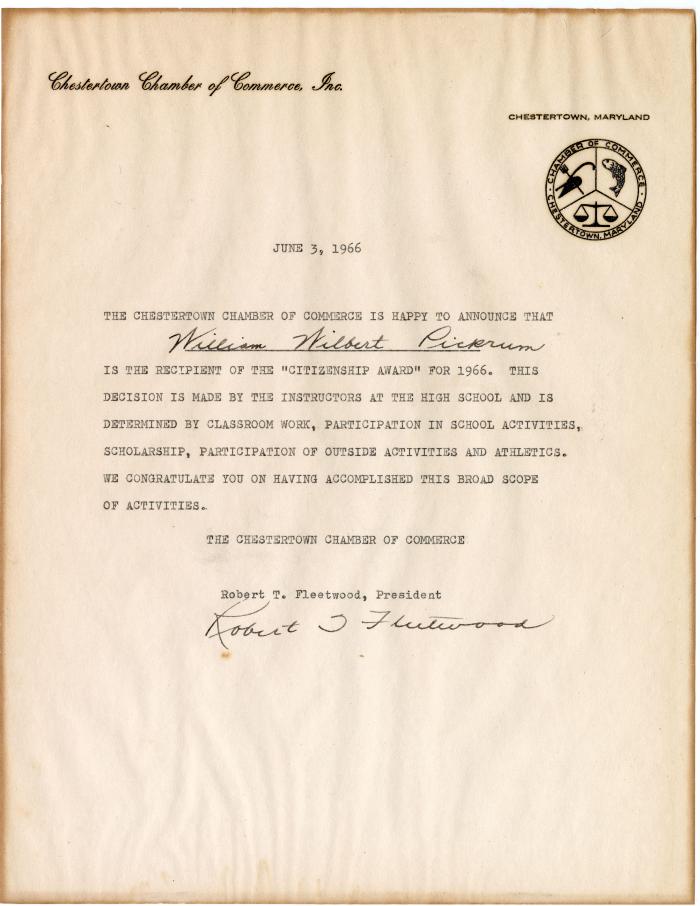 Chestertown Chamber of Commerce, Inc.
CHESTERTOWN, MARYLAND
CHAMBER OF COMMERCE
CHESTERTOWN, MARYLAND
JUNE 3, 1966
THE CHESTERTOWN CHAMBER OF COMMERCE IS HAPPY TO ANNOUNCE THAT
William Wilbert Pickrum
IS THE RECIPIENT OF THE "CITIZENSHIP AWARD" FOR 1966. THIS
DECISION IS MADE BY THE INSTRUCTORS AT THE HIGH SCHOOL AND IS
DETERMINED BY CLASSROOM WORK, PARTICIPATION IN SCHOOL ACTIVITIES,
SCHOLARSHIP, PARTICIPATION OF OUTSIDE ACTIVITIES AND ATHLETICS.
WE CONGRATULATE YOU ON HAVING ACCOMPLISHED THIS BROAD SCOPE
OF ACTIVITIES.
THE CHESTERTOWN CHAMBER OF COMMERCE
Robert T. Fleetwood, President
Robert T Fleetwood